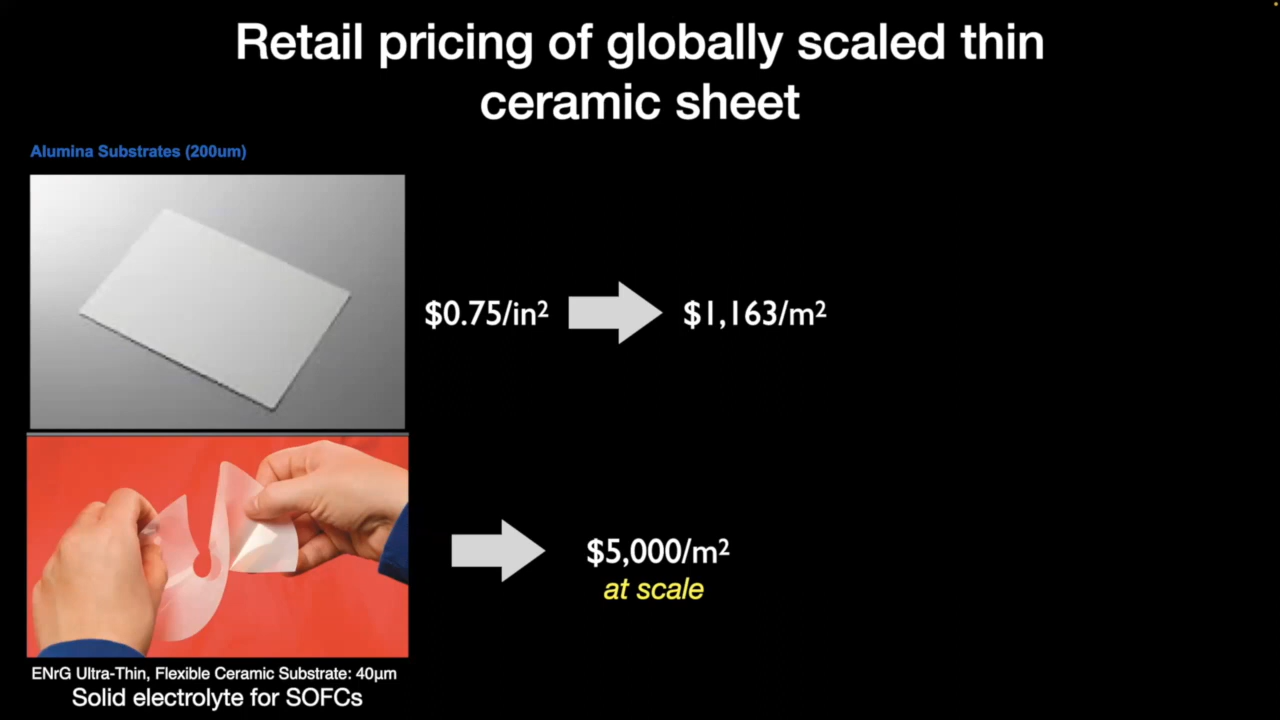 Retail pricing of globally scaled thin
ceramic sheet
Alumina Substrates (200um)
$0.75/in²
$1,163/m²
$5,000/m²
at scale
ENrG Ultra-Thin, Flexible Ceramic Substrate: 40µm
Solid electrolyte for SOFCs